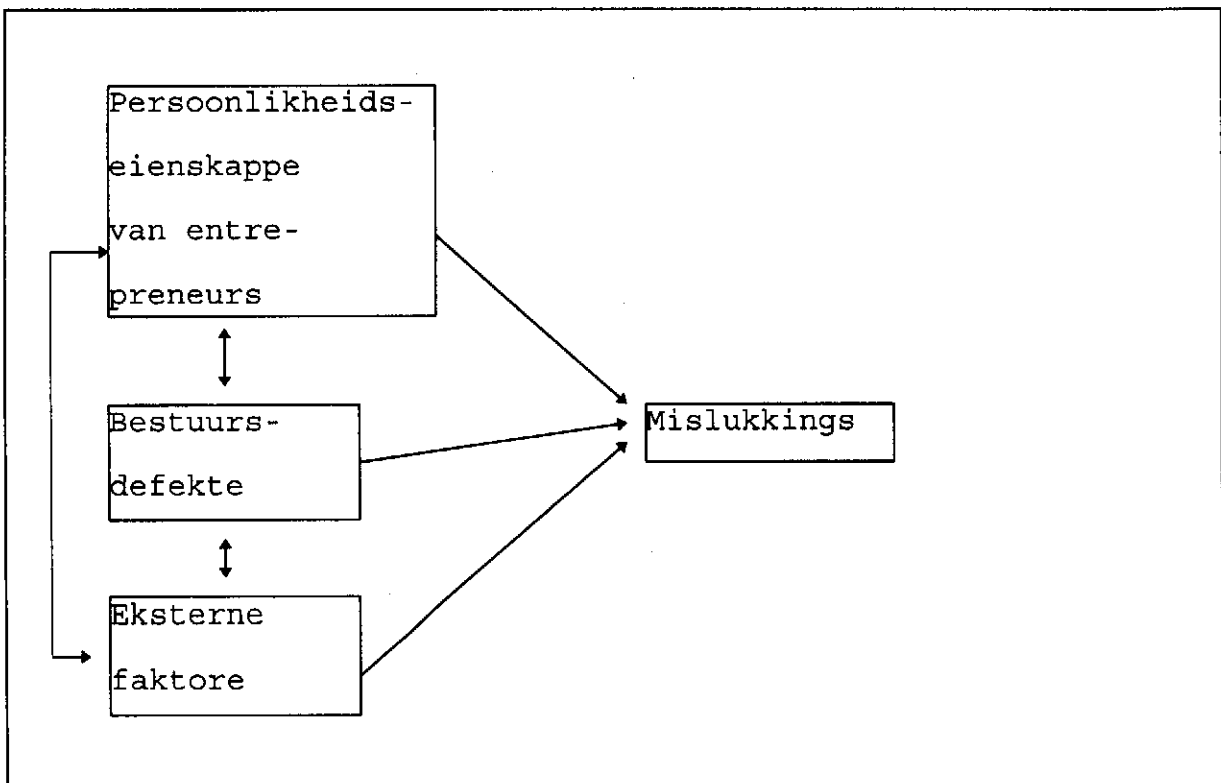 Persoonlikheids-
eienskappe
van entre-
preneurs
Bestuurs-
defekte
Mislukkings
Eksterne
faktore